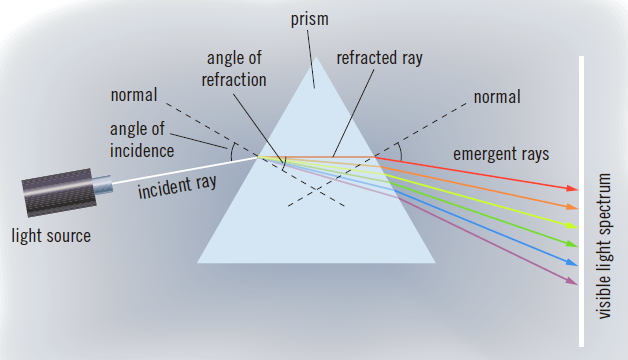 prism
angle of
refraction
refracted ray
normal
normal
angle of
incidence
emergent rays
incident ray
light source
visible light spectrum